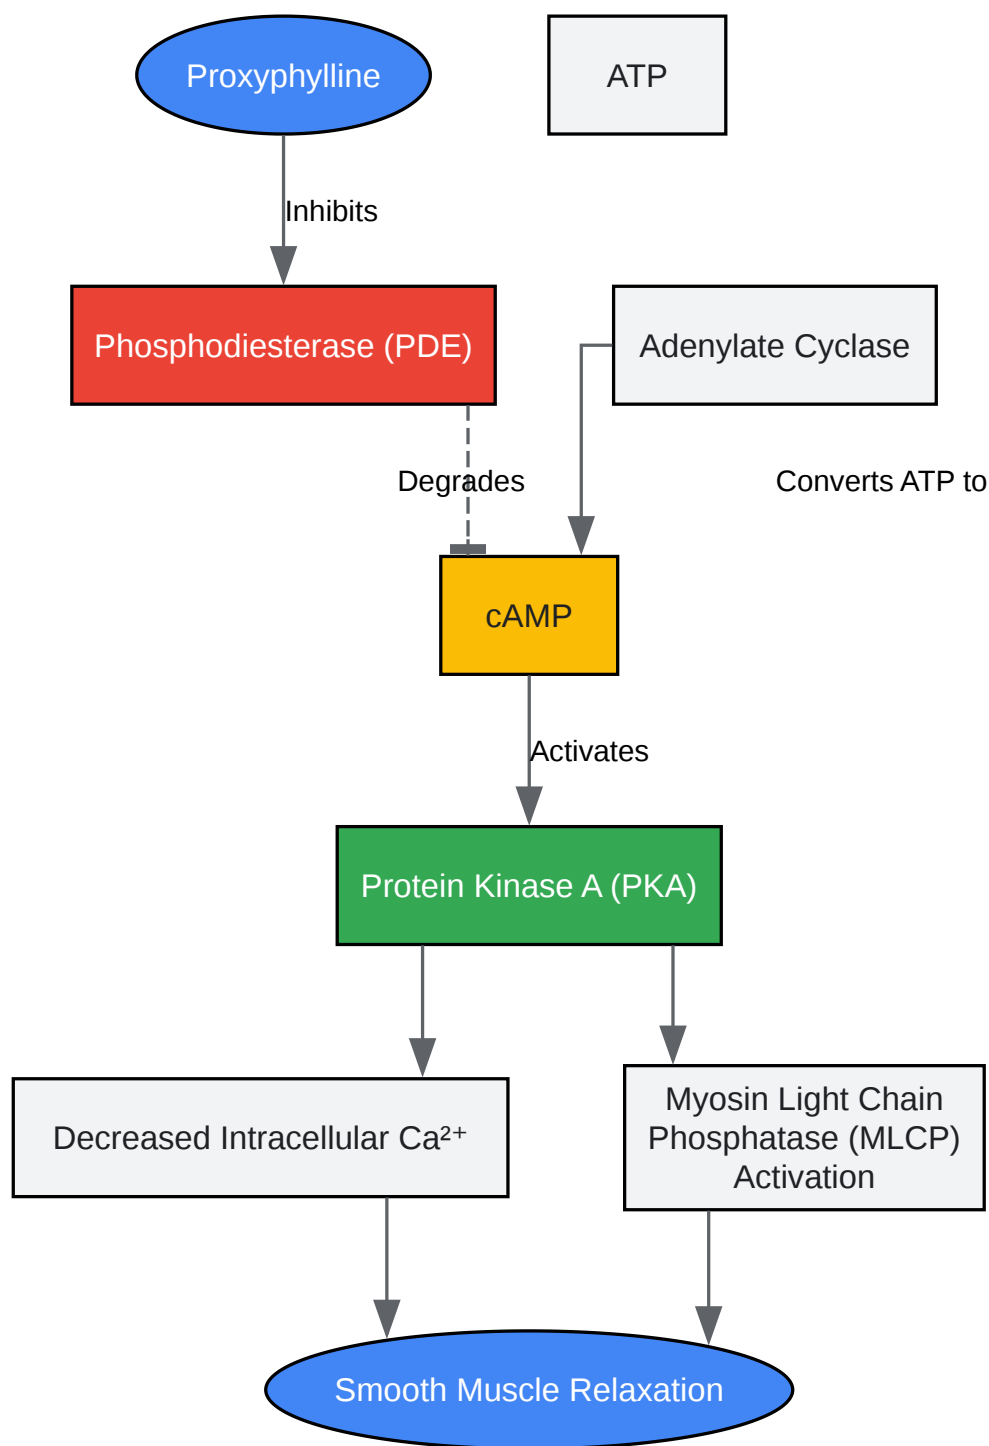 Proxyphylline
ATP
Inhibits
Phosphodiesterase (PDE)
Adenylate Cyclase
Degrades
Converts ATP to
cAMP
Activates
Protein Kinase A (PKA)
Decreased Intracellular Ca²⁺
Myosin Light Chain
Phosphatase (MLCP)
Activation
Smooth Muscle Relaxation